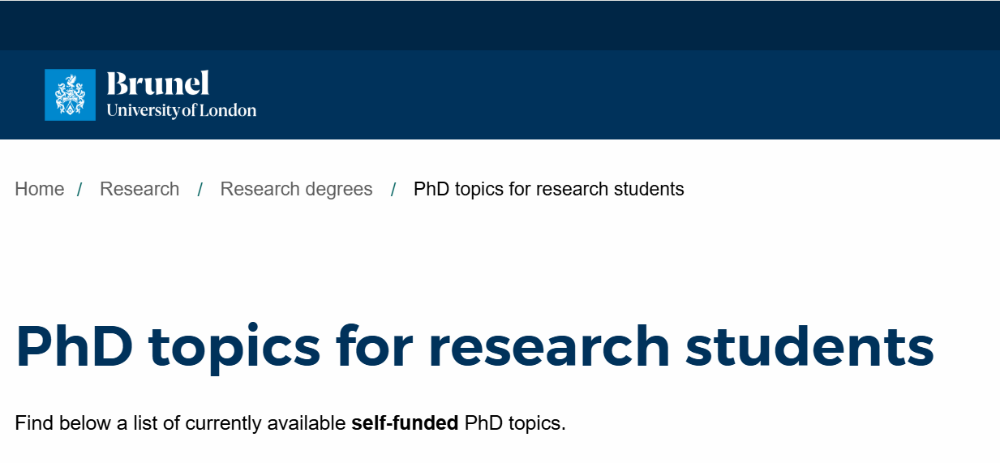 Brunel
University of London
Home / Research / Research degrees / PhD topics for research students
PhD topics for research students
Find below a list of currently available self-funded PhD topics.